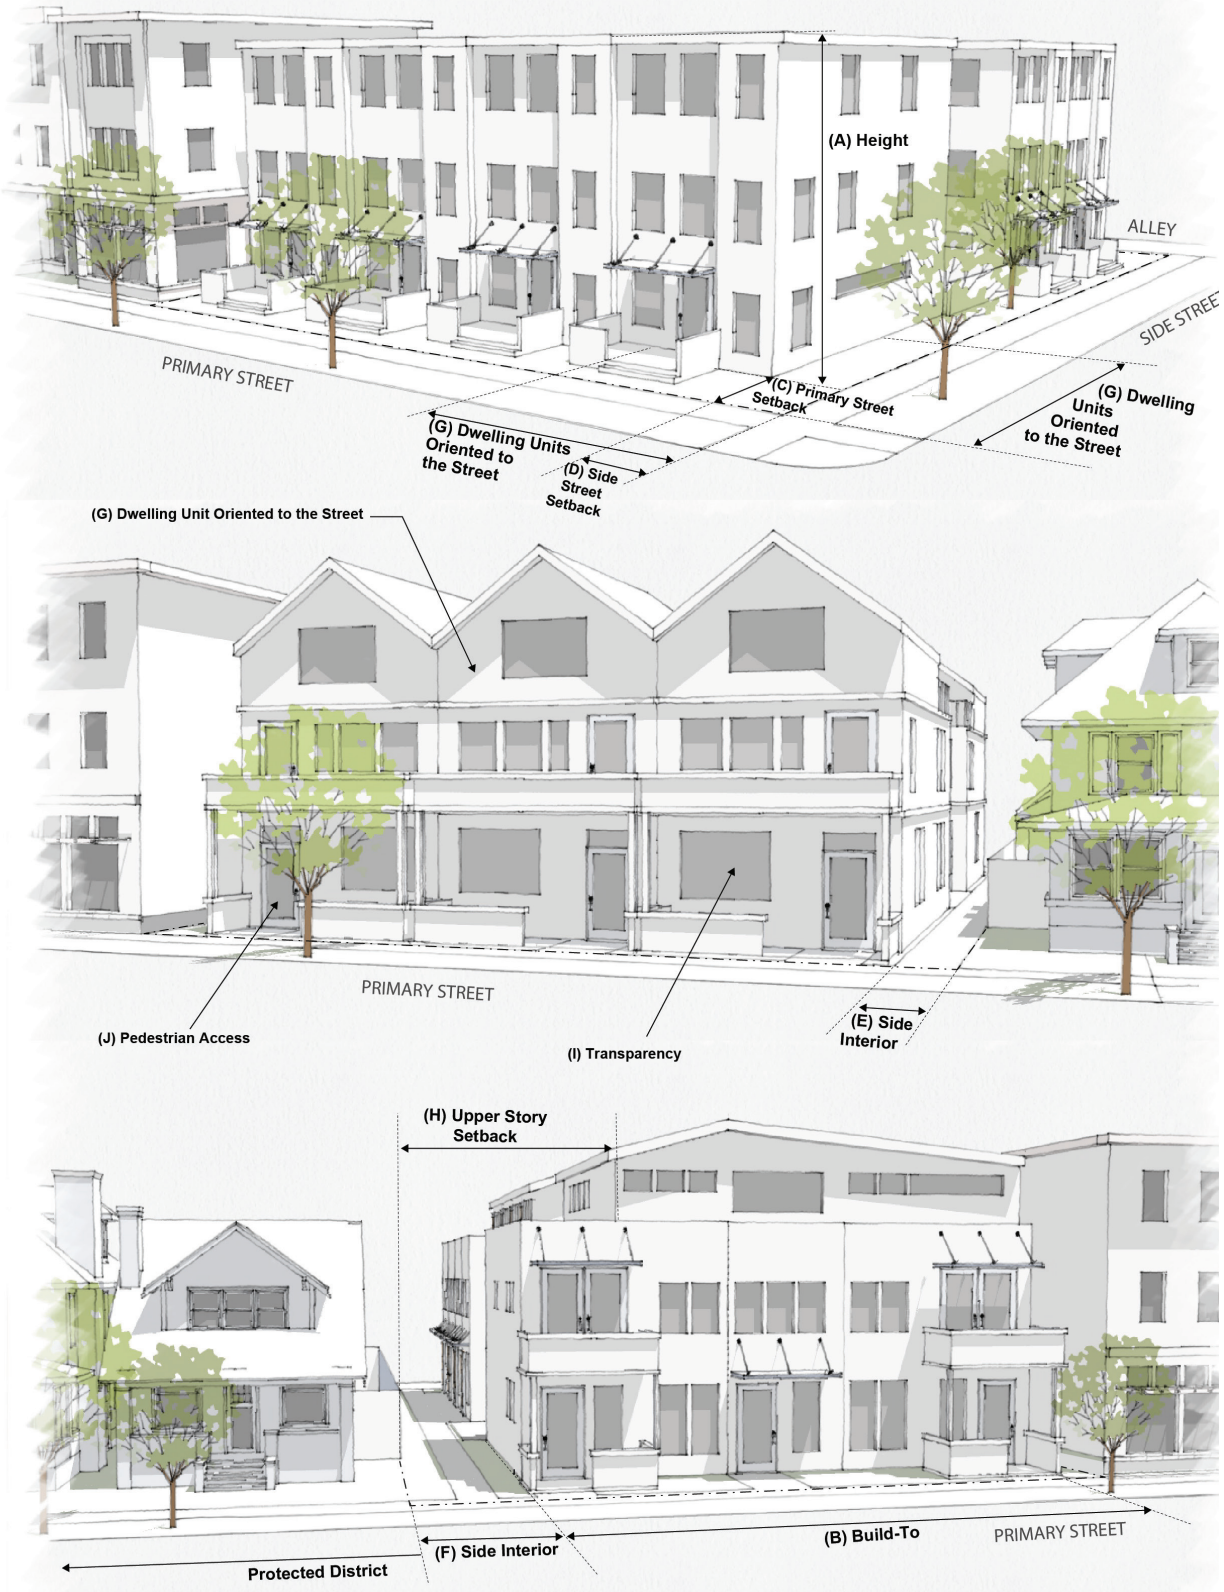 (A) Height
ALLEY
SIDE STREET
PRIMARY STREET
(C) Primary Street
Setback
(G) Dwelling
Units
Oriented
to the Street
(G) Dwelling Units
Oriented to
the Street
(D) Side
Street
Setback
(G) Dwelling Unit Oriented to the Street
PRIMARY STREET
(J) Pedestrian Access
(I) Transparency
(E) Side
Interior
(H) Upper Story
Setback
(B) Build-To
PRIMARY STREET
(F) Side Interior
Protected District